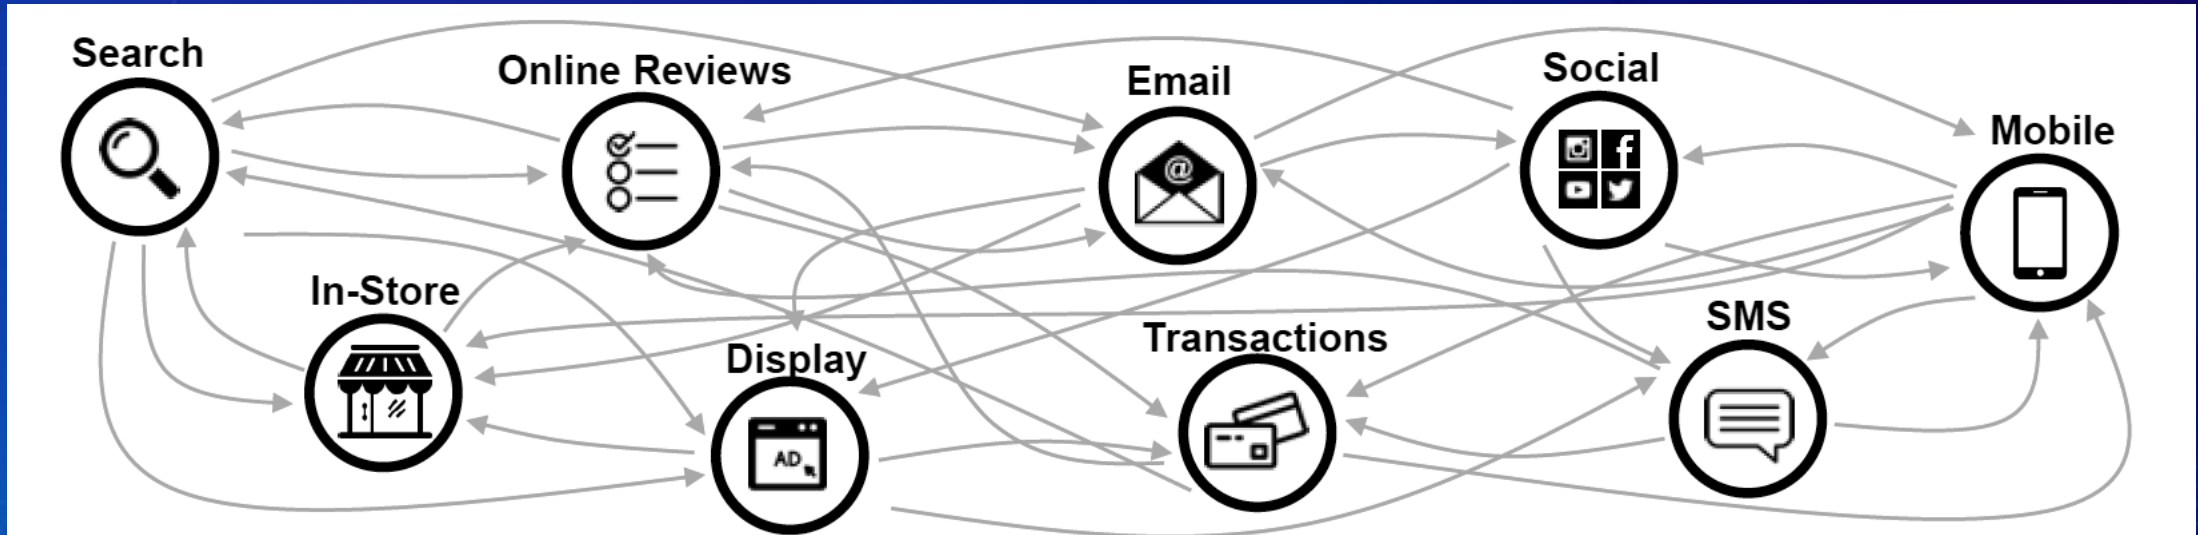 Search
Online Reviews
Email
Social
Mobile
In-Store
Display
Transactions
SMS
@
f
AD